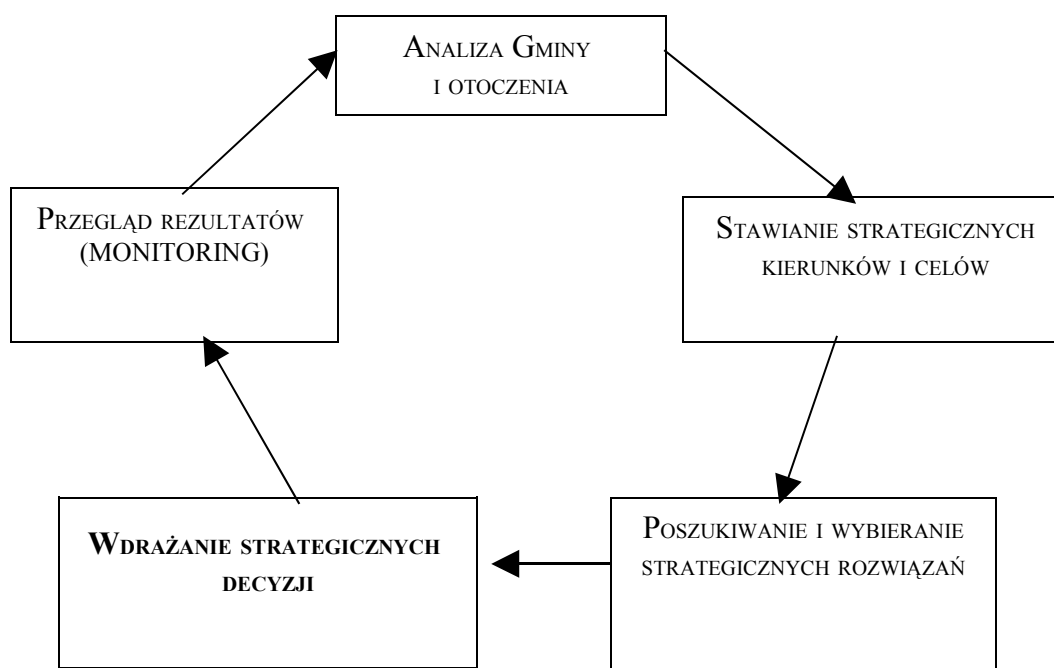 Analiza Gminy
i otoczenia
Przegląd rezultatów
(MONITORING)
Stawianie strategicznych
kierunków i celów
Wdrażanie strategicznych
decyzji
Poszukiwanie i wybieranie
strategicznych rozwiązań